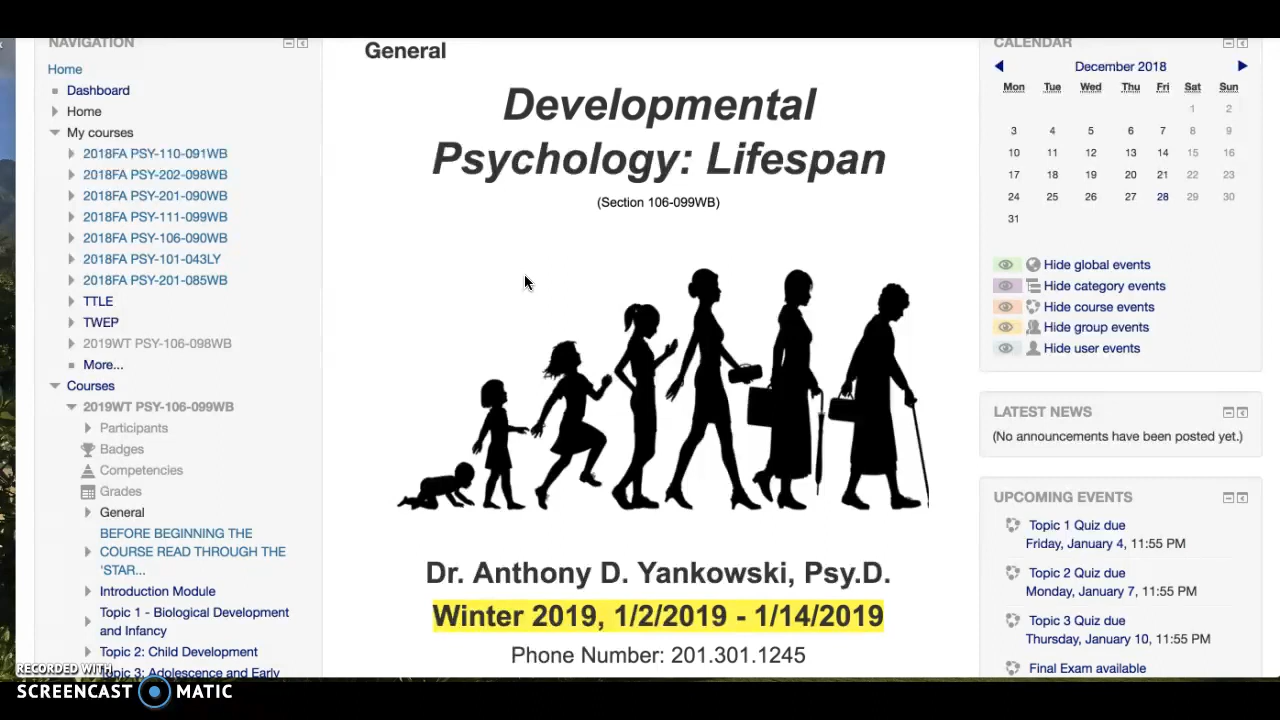 NAVIGATION
Home
Dashboard
Home
My courses
2018FA PSY-110-091WB
2018FA PSY-202-098WB
2018FA PSY-201-090WB
2018FA PSY-111-099WB
2018FA PSY-106-090WB
2018FA PSY-101-043LY
2018FA PSY-201-085WB
TTLE
TWEP
2019WT PSY-106-098WB
More...
Courses
2019WT PSY-106-099WB
Participants
Badges
Competencies
Grades
General
BEFORE BEGINNING THE
COURSE READ THROUGH THE
'STAR...
Introduction Module
Topic 1 - Biological Development
and Infancy
Topic 2: Child Development
Topic 3: Adolescence and Early
General
Developmental
Psychology: Lifespan
(Section 106-099WB)
Dr. Anthony D. Yankowski, Psy.D.
Winter 2019, 1/2/2019 - 1/14/2019
Phone Number: 201.301.1245
CALENDAR
December 2018
Mon Tue Wed Thu Fri Sat Sun
1 2
3 4 5 6 7 8 9
10 11 12 13 14 15 16
17 18 19 20 21 22 23
24 25 26 27 28 29 30
31
Hide global events
Hide category events
Hide course events
Hide group events
Hide user events
LATEST NEWS
(No announcements have been posted yet.)
UPCOMING EVENTS
Topic 1 Quiz due
Friday, January 4, 11:55 PM
Topic 2 Quiz due
Monday, January 7, 11:55 PM
Topic 3 Quiz due
Thursday, January 10, 11:55 PM
Final Exam available
RECORDED WITH
SCREENCAST MATIC